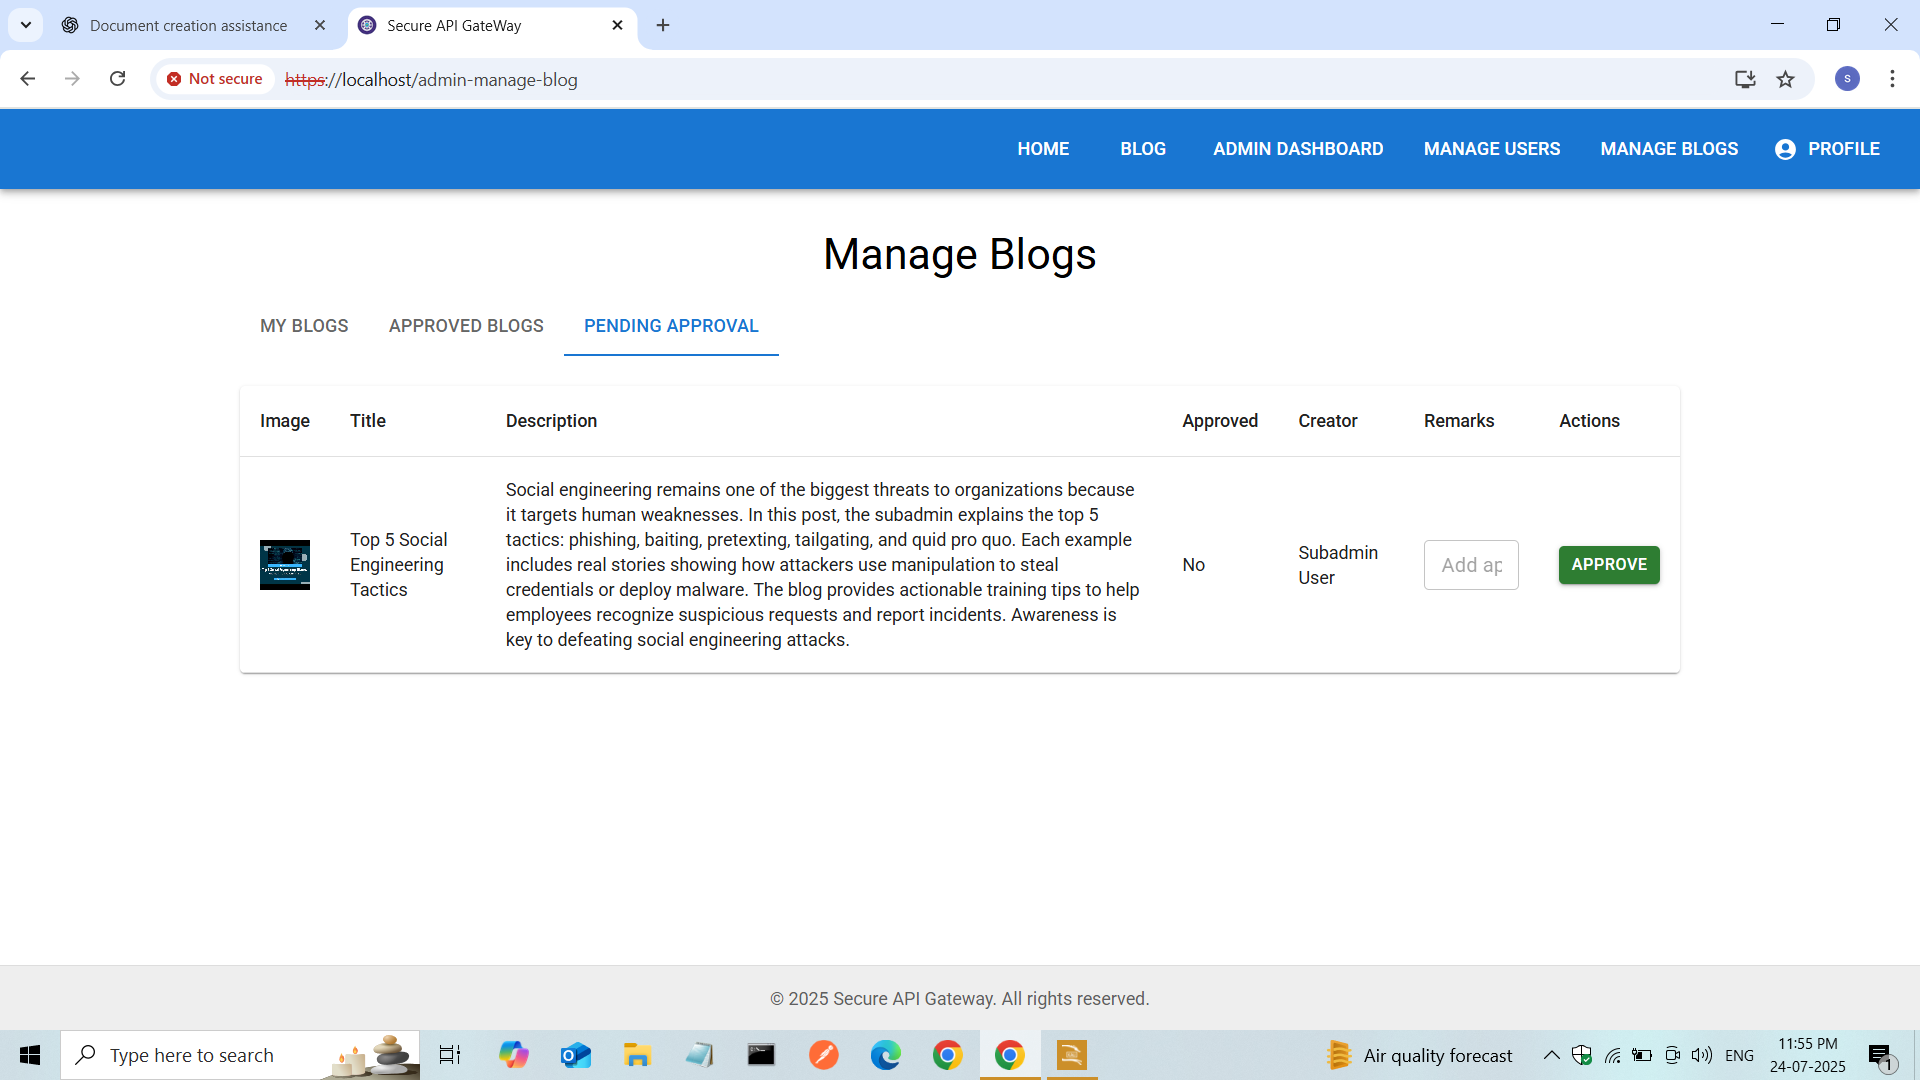 Document creation assistance
Secure API GateWay
Not secure
https://localhost/admin-manage-blog
S
HOME
BLOG
ADMIN DASHBOARD
MANAGE USERS
MANAGE BLOGS
PROFILE
Manage Blogs
MY BLOGS
APPROVED BLOGS
PENDING APPROVAL
Image
Title
Description
Approved
Creator
Remarks
Actions
Top 5 Social
Engineering
Tactics
Social engineering remains one of the biggest threats to organizations because
it targets human weaknesses. In this post, the subadmin explains the top 5
tactics: phishing, baiting, pretexting, tailgating, and quid pro quo. Each example
includes real stories showing how attackers use manipulation to steal
credentials or deploy malware. The blog provides actionable training tips to help
employees recognize suspicious requests and report incidents. Awareness is
key to defeating social engineering attacks.
No
Subadmin
User
Add ap
APPROVE
© 2025 Secure API Gateway. All rights reserved.
Type here to search
Air quality forecast
ENG
11:55 PM
24-07-2025
1